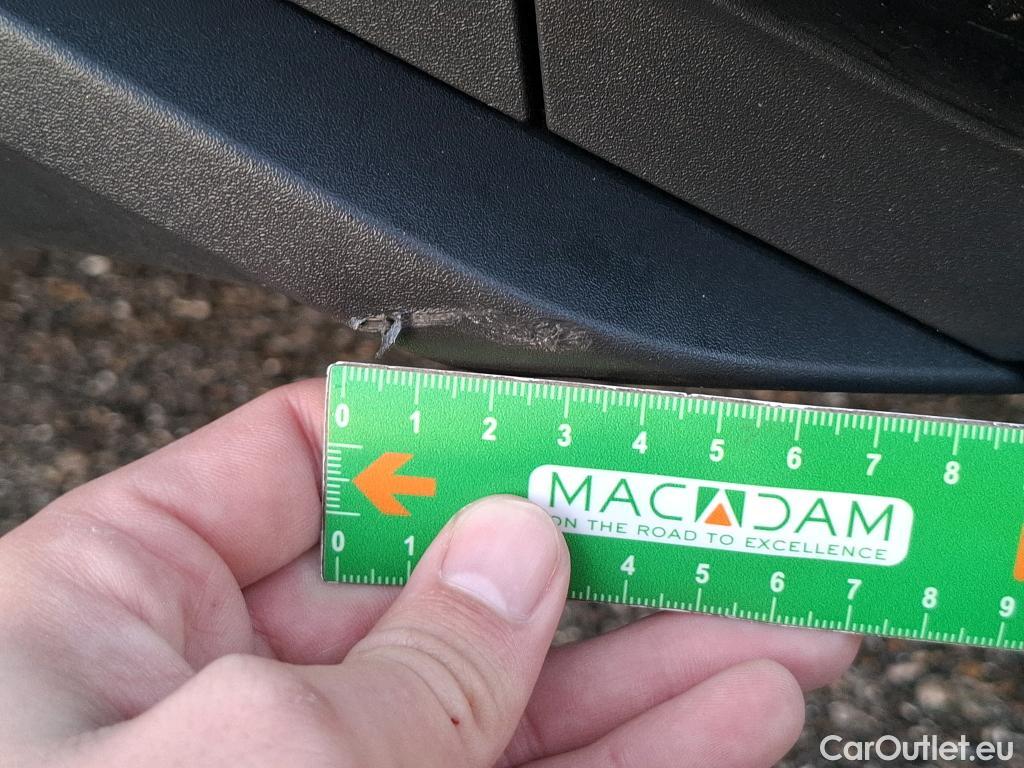 0 1 2 3 4 5 6 7 8
MACADAM
ON THE ROAD TO EXCELLENCE
0 1 4 5 6 7 8 9
CarOutlet.eu